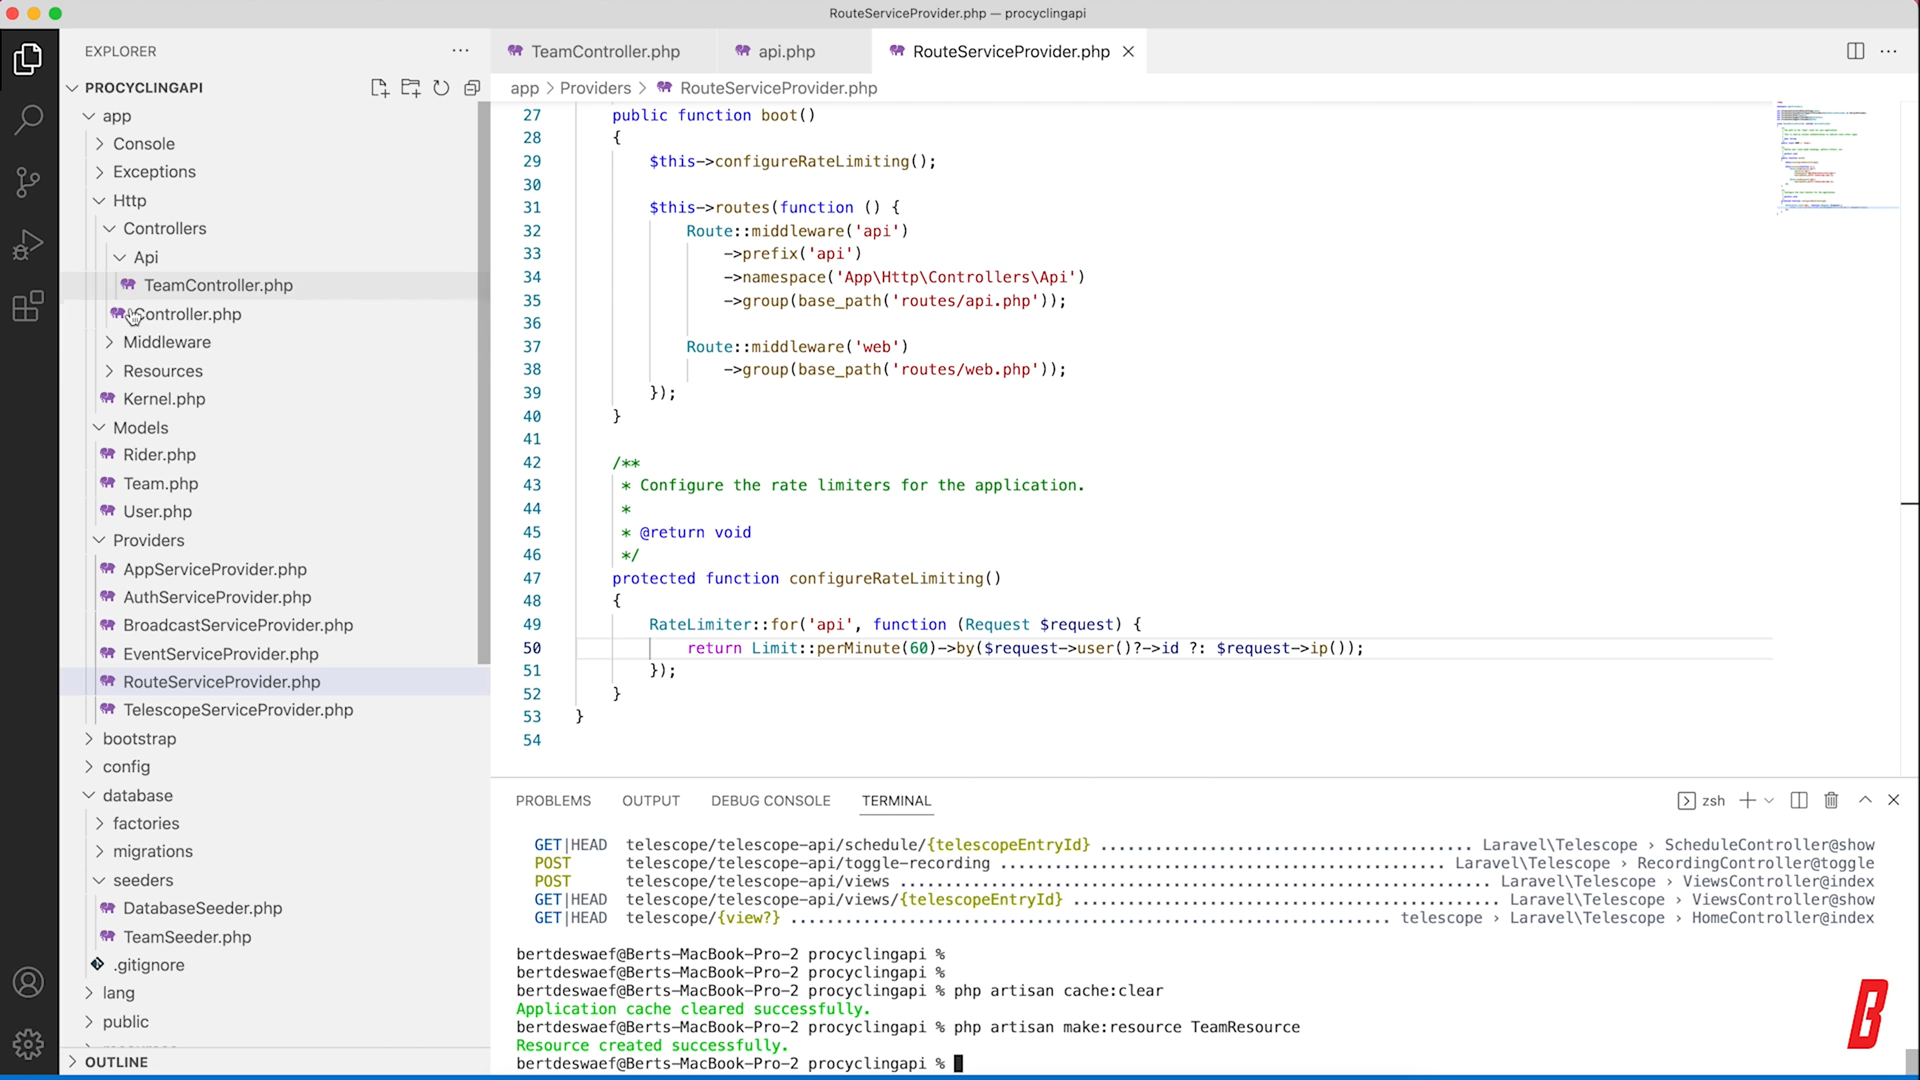 RouteServiceProvider.php — procyclingapi
EXPLORER
PROCYCLINGAPI
app
Console
Exceptions
Http
Controllers
Api
TeamController.php
Controller.php
Middleware
Resources
Kernel.php
Models
Rider.php
Team.php
User.php
Providers
AppServiceProvider.php
AuthServiceProvider.php
BroadcastServiceProvider.php
EventServiceProvider.php
RouteServiceProvider.php
TelescopeServiceProvider.php
bootstrap
config
database
factories
migrations
seeders
DatabaseSeeder.php
TeamSeeder.php
.gitignore
lang
public
OUTLINE
TeamController.php
api.php
RouteServiceProvider.php
app > Providers > RouteServiceProvider.php
27 public function boot()
28 {
29 $this->configureRateLimiting();
30
31 $this->routes(function () {
32 Route::middleware('api')
33 ->prefix('api')
34 ->namespace('App\Http\Controllers\Api')
35 ->group(base_path('routes/api.php'));
36
37 Route::middleware('web')
38 ->group(base_path('routes/web.php'));
39 });
40 }
41
42 /**
43 * Configure the rate limiters for the application.
44 *
45 * @return void
46 */
47 protected function configureRateLimiting()
48 {
49 RateLimiter::for('api', function (Request $request) {
50 return Limit::perMinute(60)->by($request->user()?->id ?: $request->ip());
51 });
52 }
53 }
54
PROBLEMS OUTPUT DEBUG CONSOLE TERMINAL
zsh
GET|HEAD telescope/telescope-api/schedule/{telescopeEntryId} ......................................... Laravel\Telescope › ScheduleController@show
POST telescope/telescope-api/toggle-recording ................................................. Laravel\Telescope › RecordingController@toggle
POST telescope/telescope-api/views ................................................................. Laravel\Telescope › ViewsController@index
GET|HEAD telescope/telescope-api/views/{telescopeEntryId} ............................................... Laravel\Telescope › ViewsController@show
GET|HEAD telescope/{view?} .................................................................. telescope › Laravel\Telescope › HomeController@index
bertdeswaef@Berts-MacBook-Pro-2 procyclingapi %
bertdeswaef@Berts-MacBook-Pro-2 procyclingapi %
bertdeswaef@Berts-MacBook-Pro-2 procyclingapi % php artisan cache:clear
Application cache cleared successfully.
bertdeswaef@Berts-MacBook-Pro-2 procyclingapi % php artisan make:resource TeamResource
Resource created successfully.
bertdeswaef@Berts-MacBook-Pro-2 procyclingapi %
B